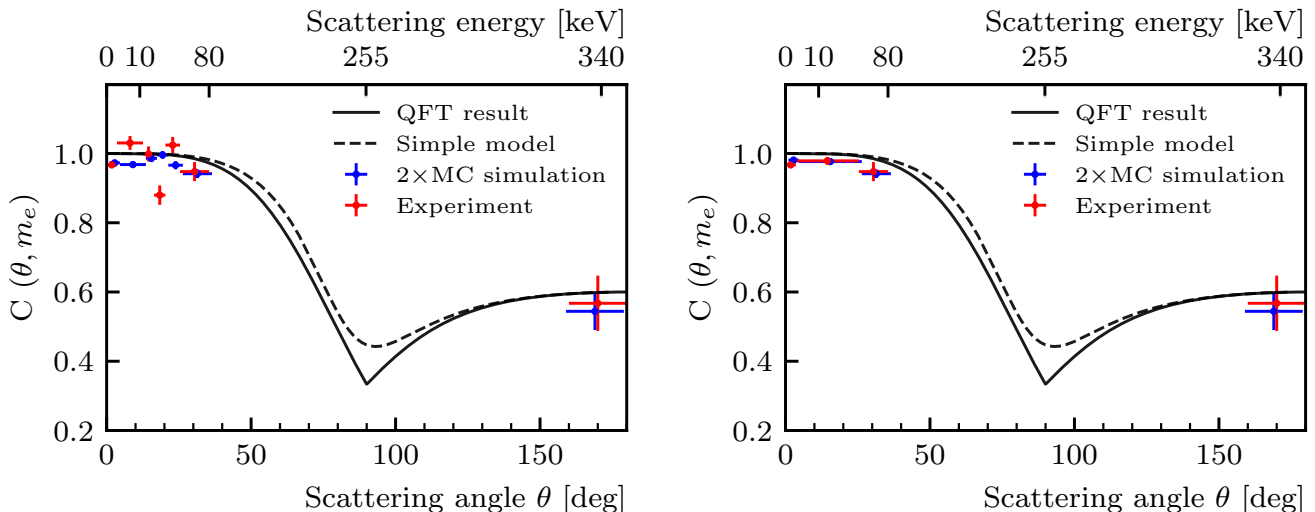 Scattering energy [keV]
0 10 80 255 340
QFT result
Simple model
2×MC simulation
Experiment
1.0
0.8
0.6
0.4
0.2
C (θ, mₑ)
0 50 100 150
Scattering angle θ [deg]
Scattering energy [keV]
0 10 80 255 340
QFT result
Simple model
2×MC simulation
Experiment
1.0
0.8
0.6
0.4
0.2
C (θ, mₑ)
0 50 100 150
Scattering angle θ [deg]